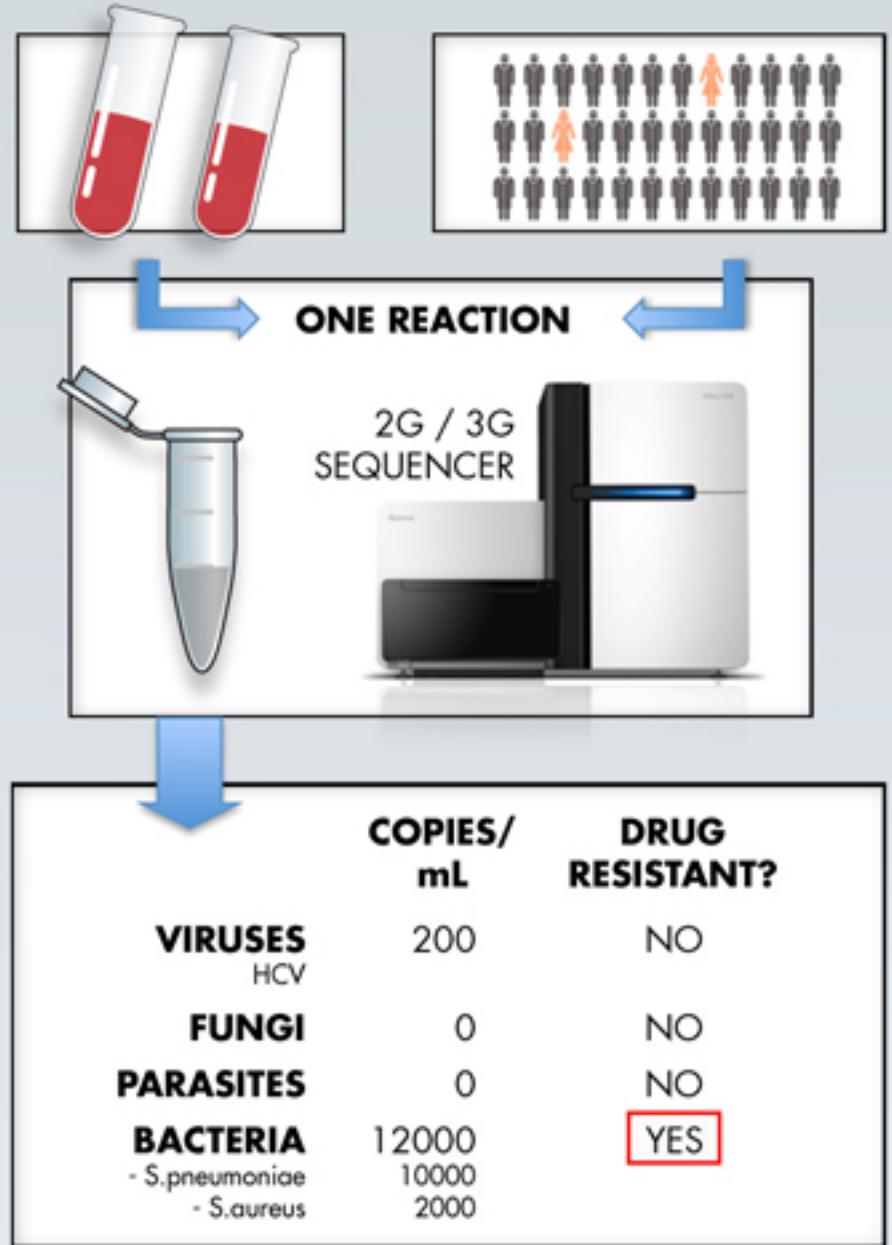 ONE REACTION
2G / 3G
SEQUENCER
COPIES/ DRUG
mL RESISTANT?
VIRUSES 200 NO
HCV
FUNGI 0 NO
PARASITES 0 NO
BACTERIA 12000 YES
- S.pneumoniae 10000
- S.aureus 2000